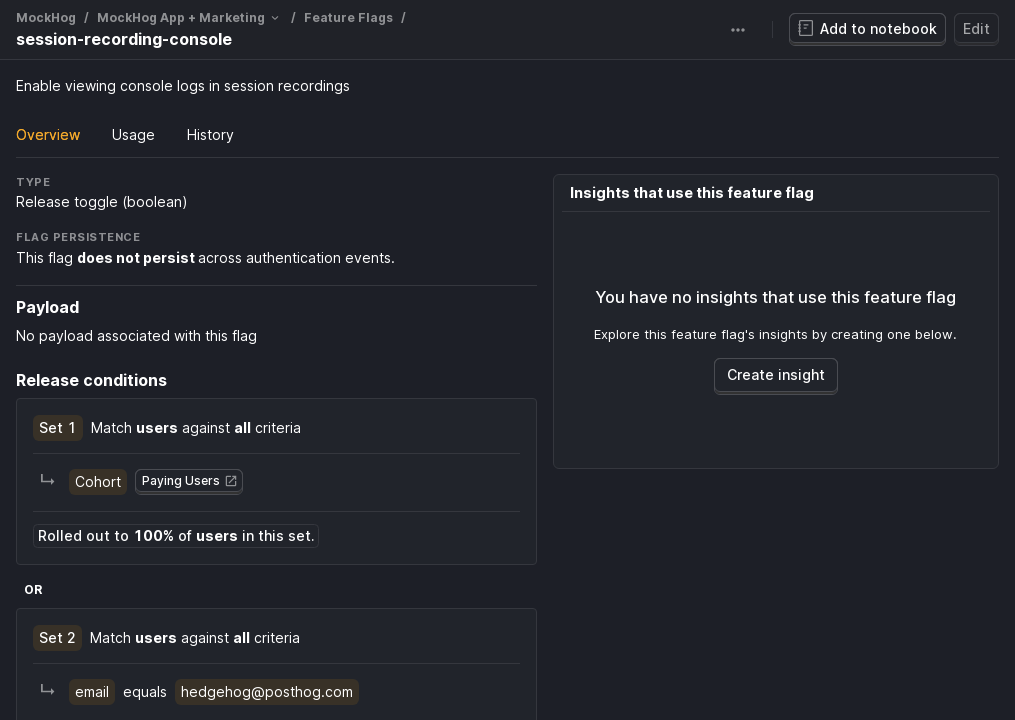 MockHog / MockHog App + Marketing / Feature Flags /
session-recording-console
Add to notebook
Edit
Enable viewing console logs in session recordings
Overview
Usage
History
TYPE
Release toggle (boolean)
FLAG PERSISTENCE
This flag does not persist across authentication events.
Payload
No payload associated with this flag
Release conditions
Set 1 Match users against all criteria
Cohort Paying Users
Rolled out to 100% of users in this set.
OR
Set 2 Match users against all criteria
email equals hedgehog@posthog.com
Insights that use this feature flag
You have no insights that use this feature flag
Explore this feature flag's insights by creating one below.
Create insight